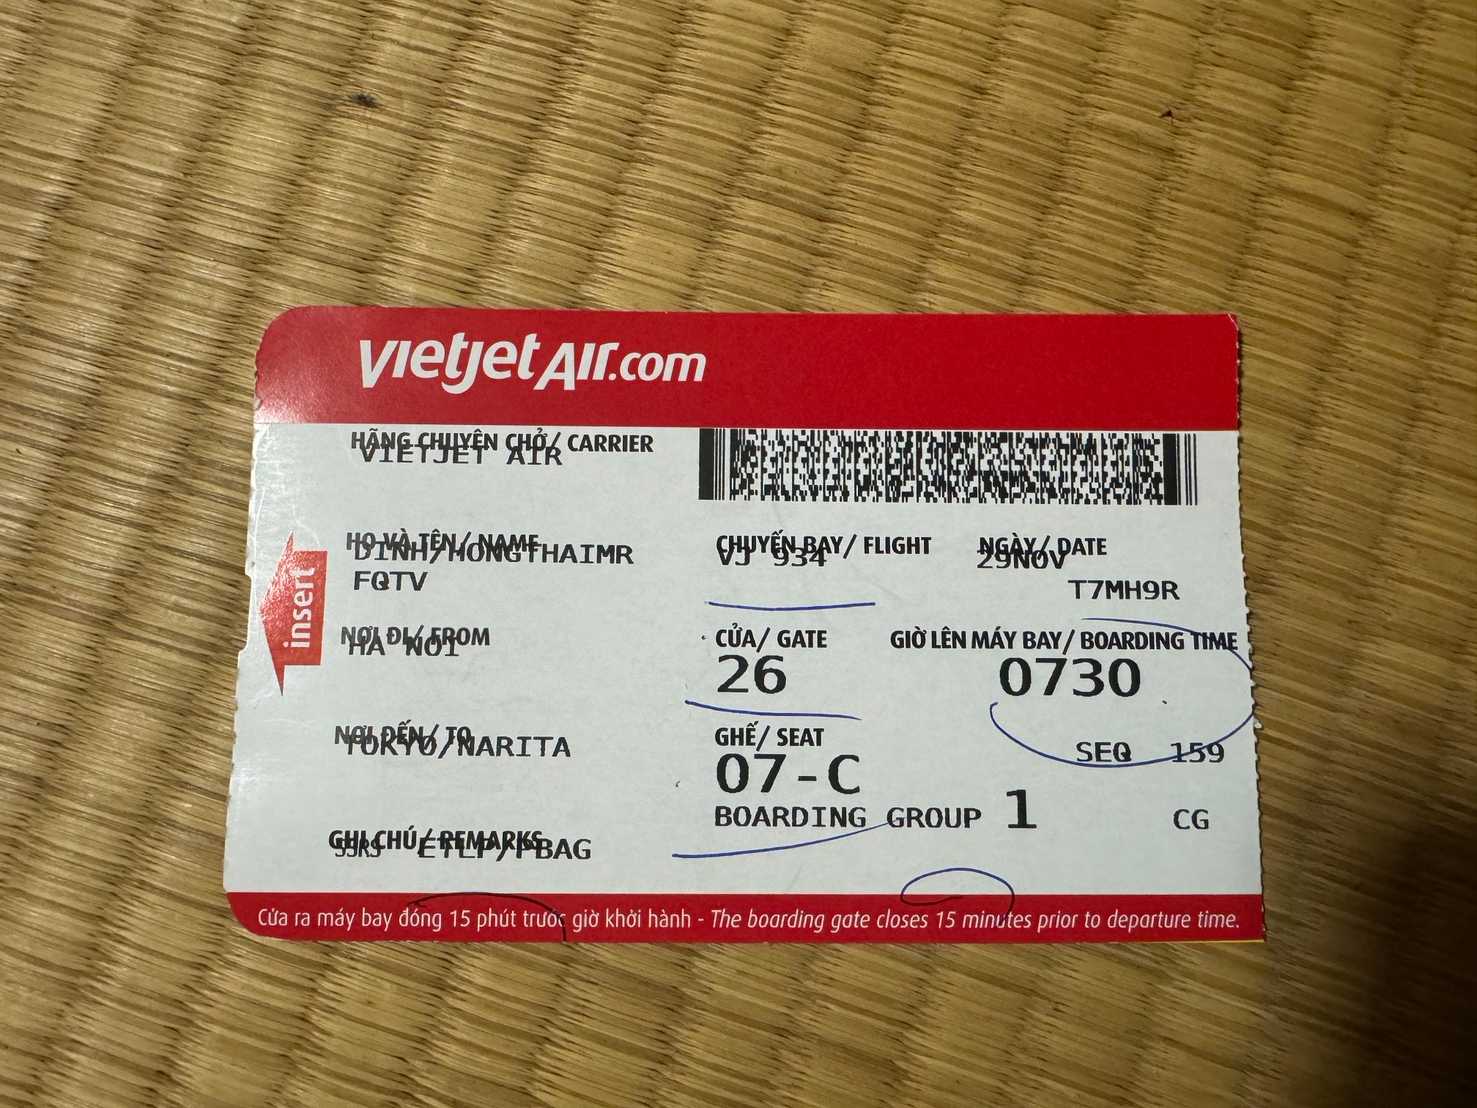 vietjetAir.com
HÃNG CHUYÊN CHỞ/ CARRIER
VIETJET AIR
HỌ VÀ TÊN/ NAME
DINH/HONGTHAIMR
FQTV
CHUYẾN BAY/ FLIGHT
VJ 934
NGÀY/ DATE
29NOV
T7MH9R
insert
NƠI ĐI/ FROM
HA NOI
CỬA/ GATE
26
GIỜ LÊN MÁY BAY/ BOARDING TIME
0730
NƠI ĐẾN/ TO
TOKYO/NARITA
GHẾ/ SEAT
07-C
SEQ 159
BOARDING GROUP 1
CG
GHI CHÚ/ REMARKS
SSRS ETLP/PBAG
Cửa ra máy bay đóng 15 phút trước giờ khởi hành - The boarding gate closes 15 minutes prior to departure time.